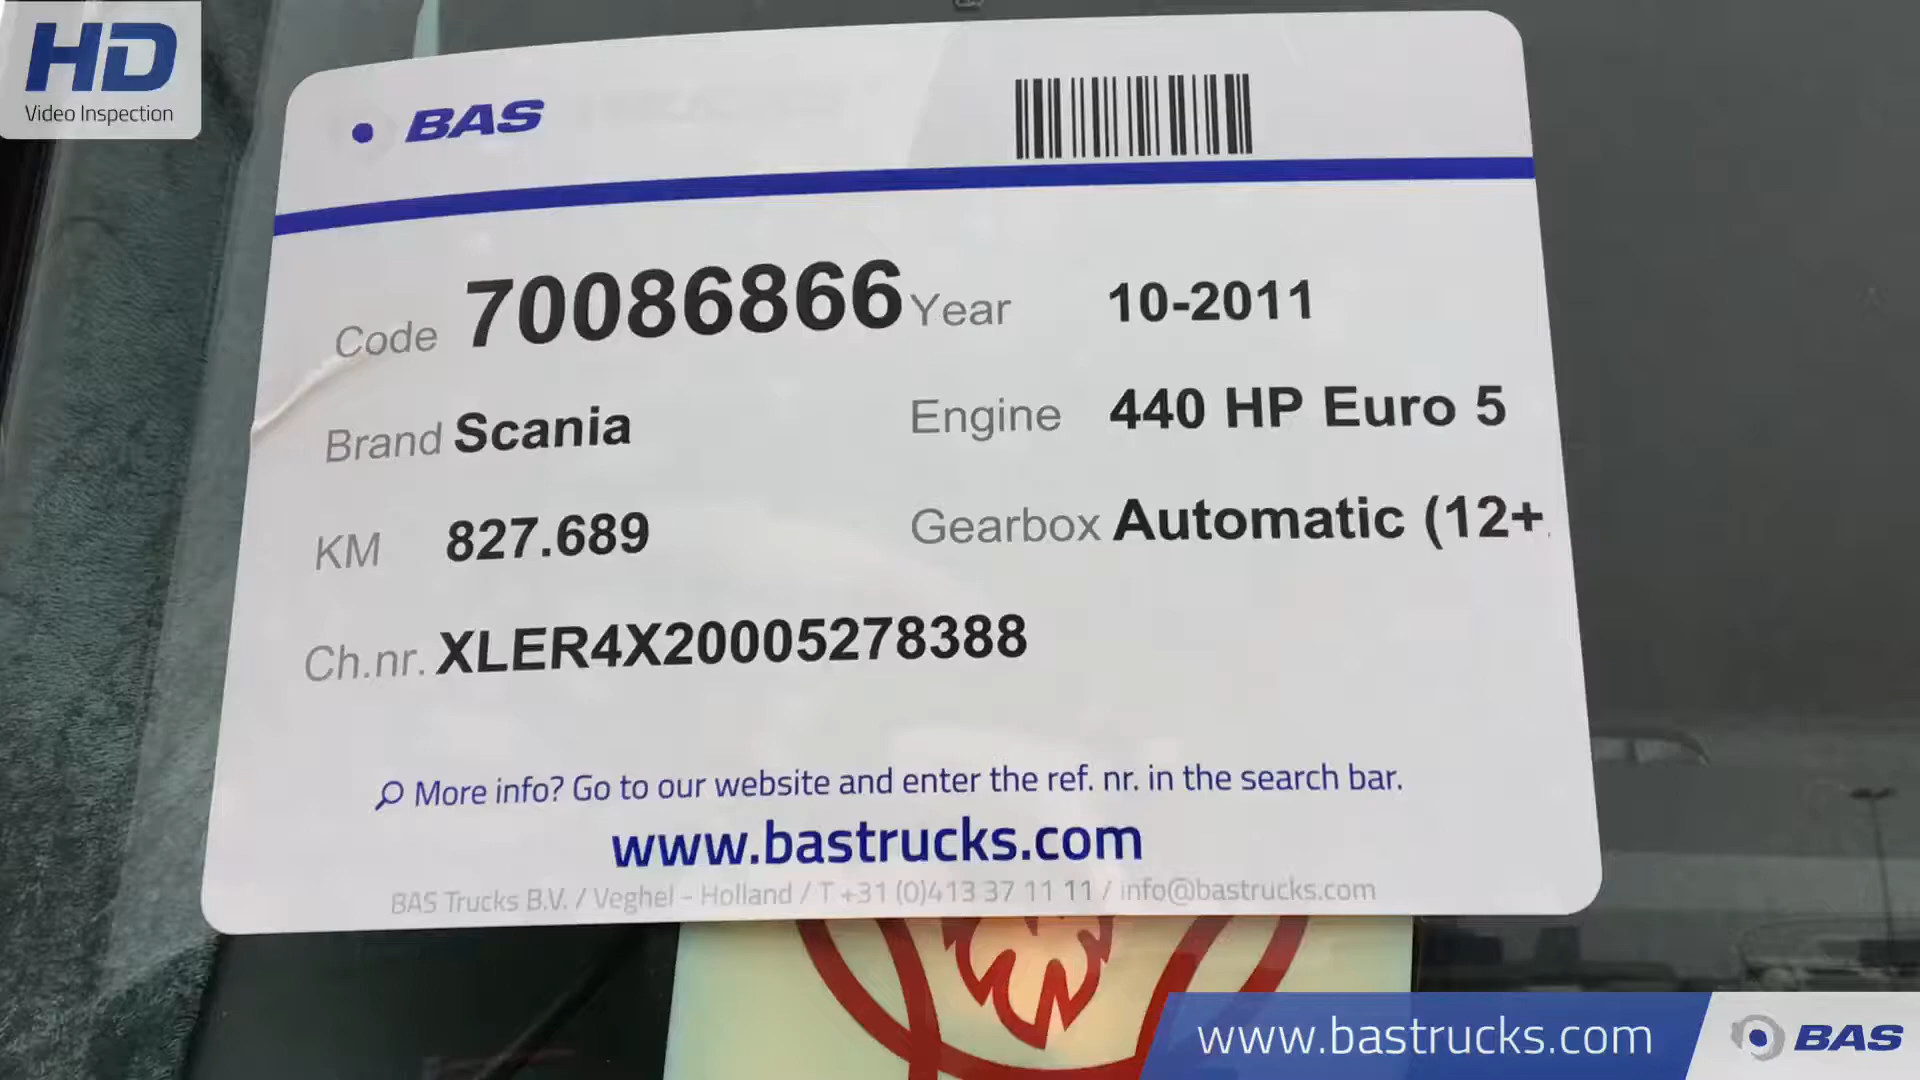 HD
Video Inspection
BAS
Code 70086866 Year 10-2011
Brand Scania Engine 440 HP Euro 5
KM 827.689 Gearbox Automatic (12+
Ch.nr. XLER4X20005278388
More info? Go to our website and enter the ref. nr. in the search bar.
www.bastrucks.com
BAS Trucks B.V. / Veghel - Holland / T +31 (0)413 37 11 11 / info@bastrucks.com
www.bastrucks.com BAS